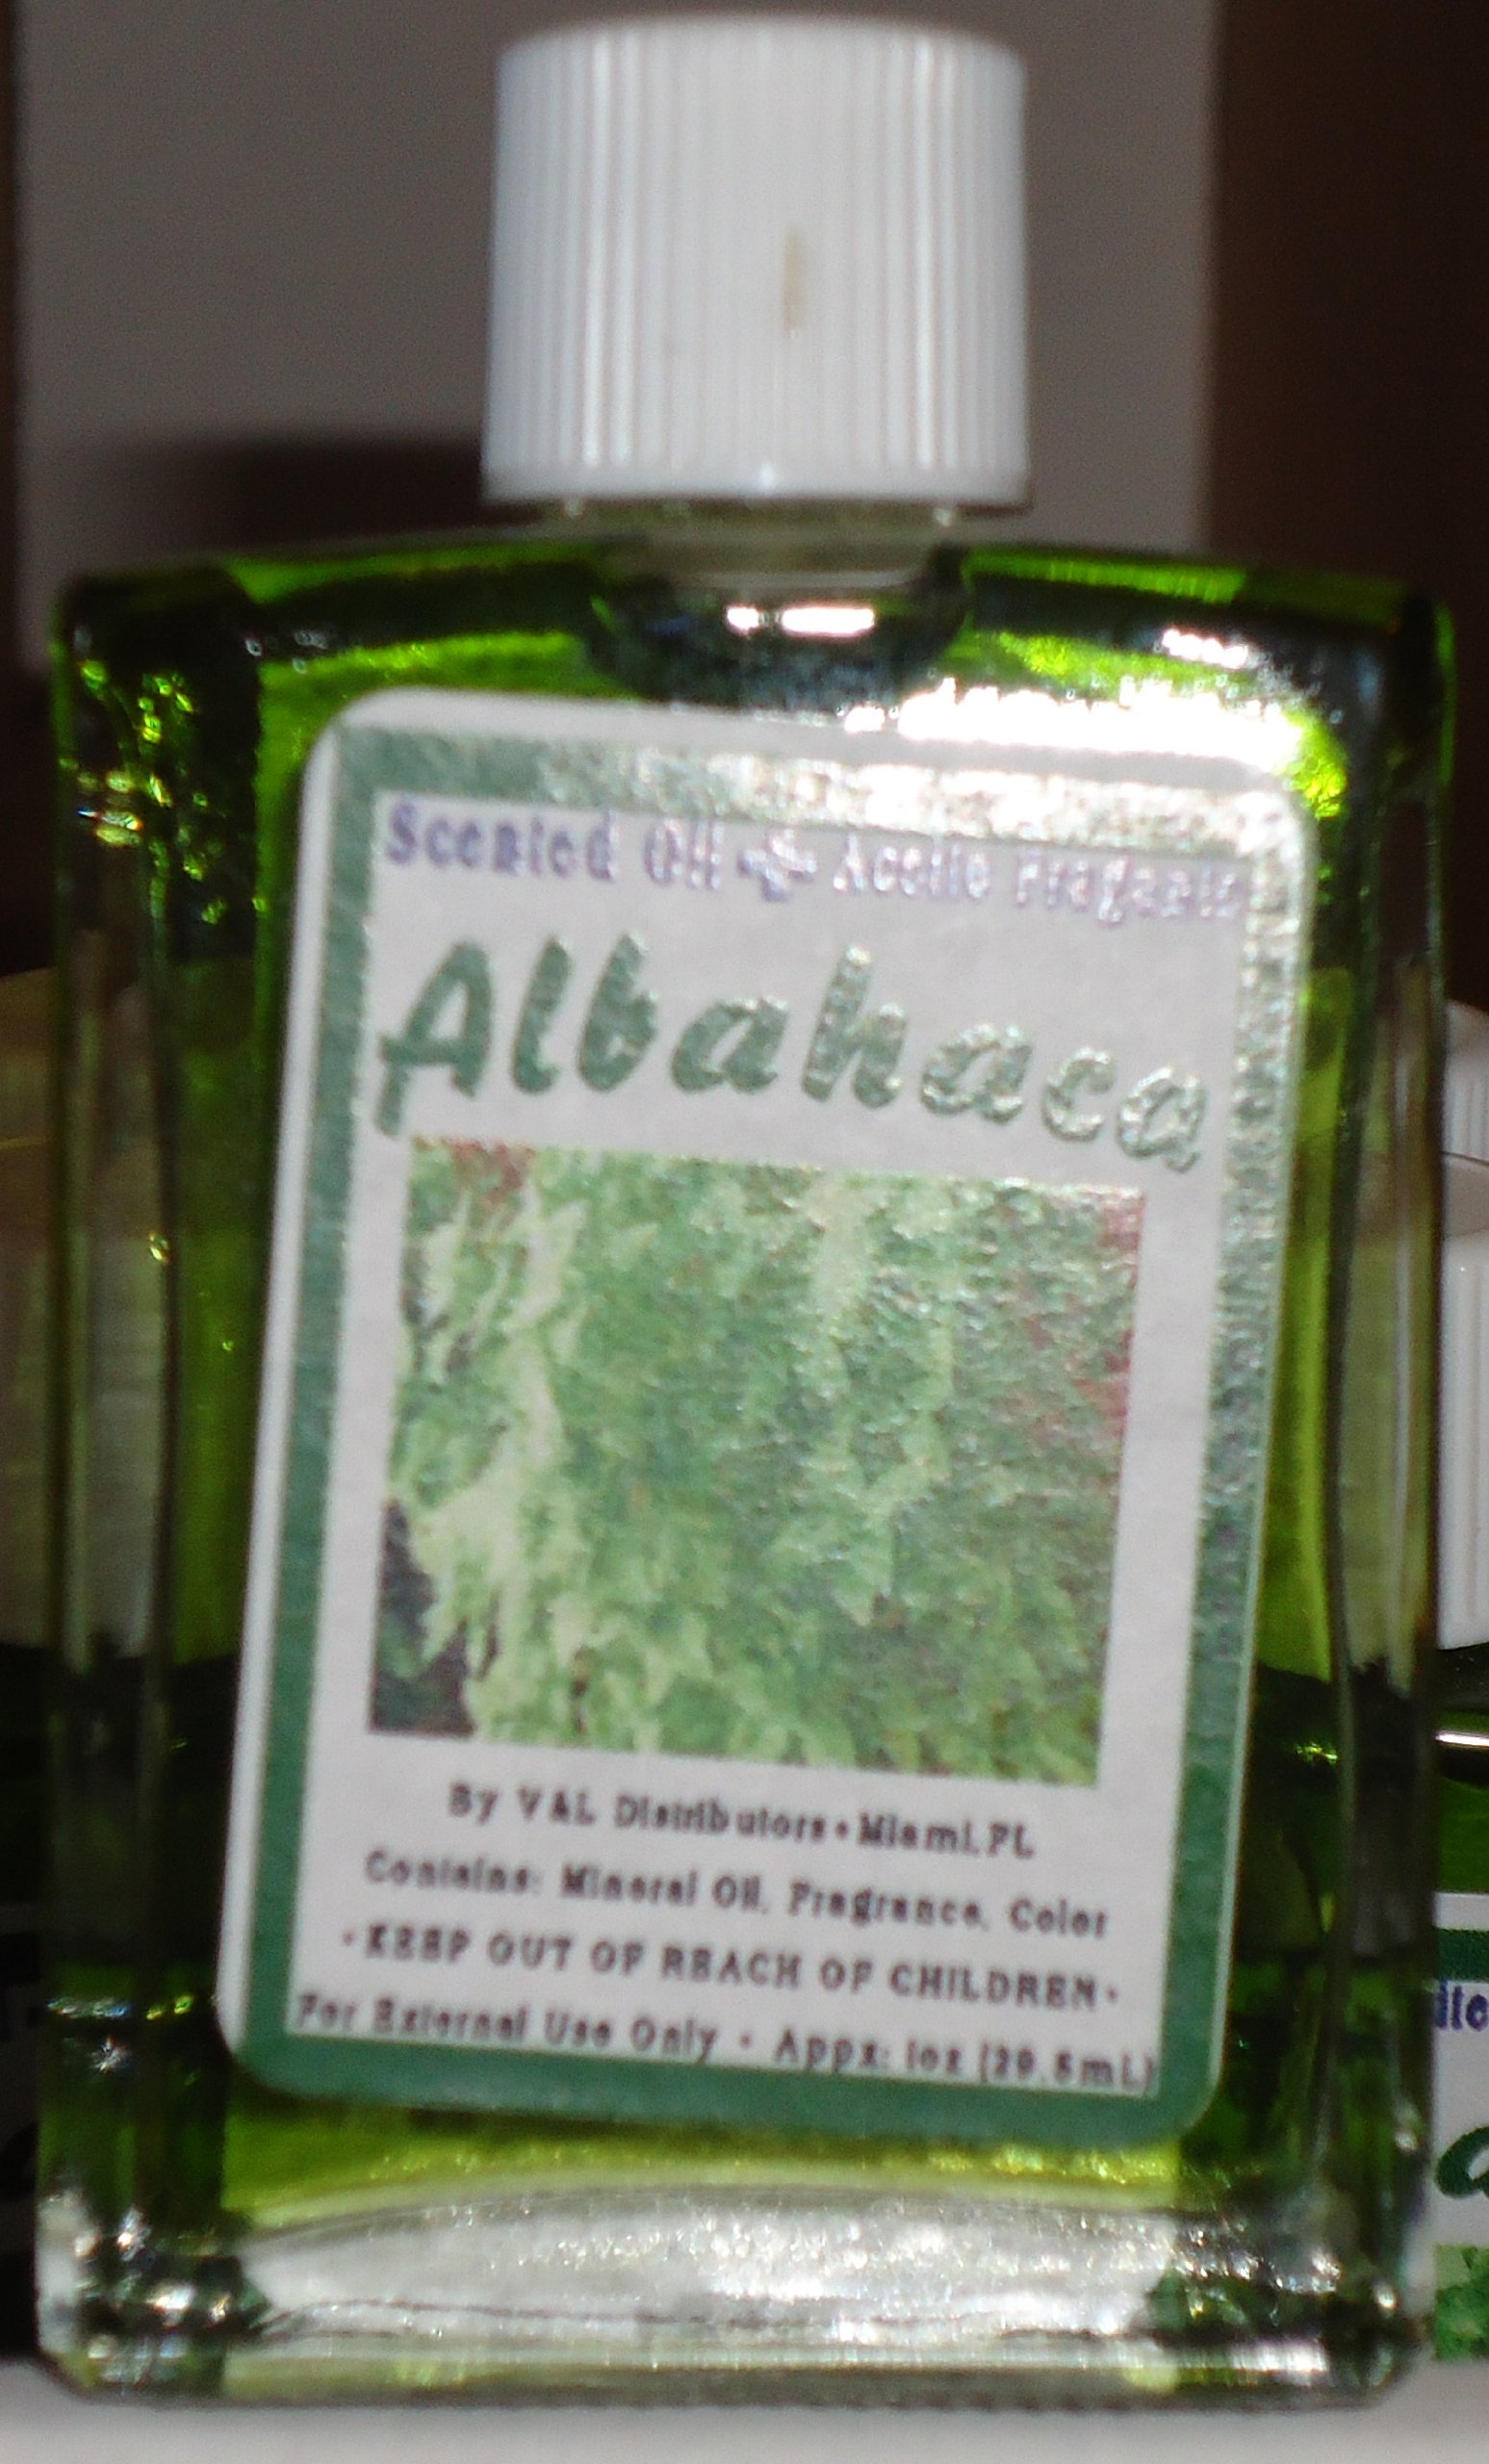 Scented Oil -&- Aceite Fragante
Albahaca
By VAL Distributors • Miami, FL
Contains: Mineral Oil, Fragrance, Color
• KEEP OUT OF REACH OF CHILDREN •
For External Use Only • Appx: 1oz (29.5mL)